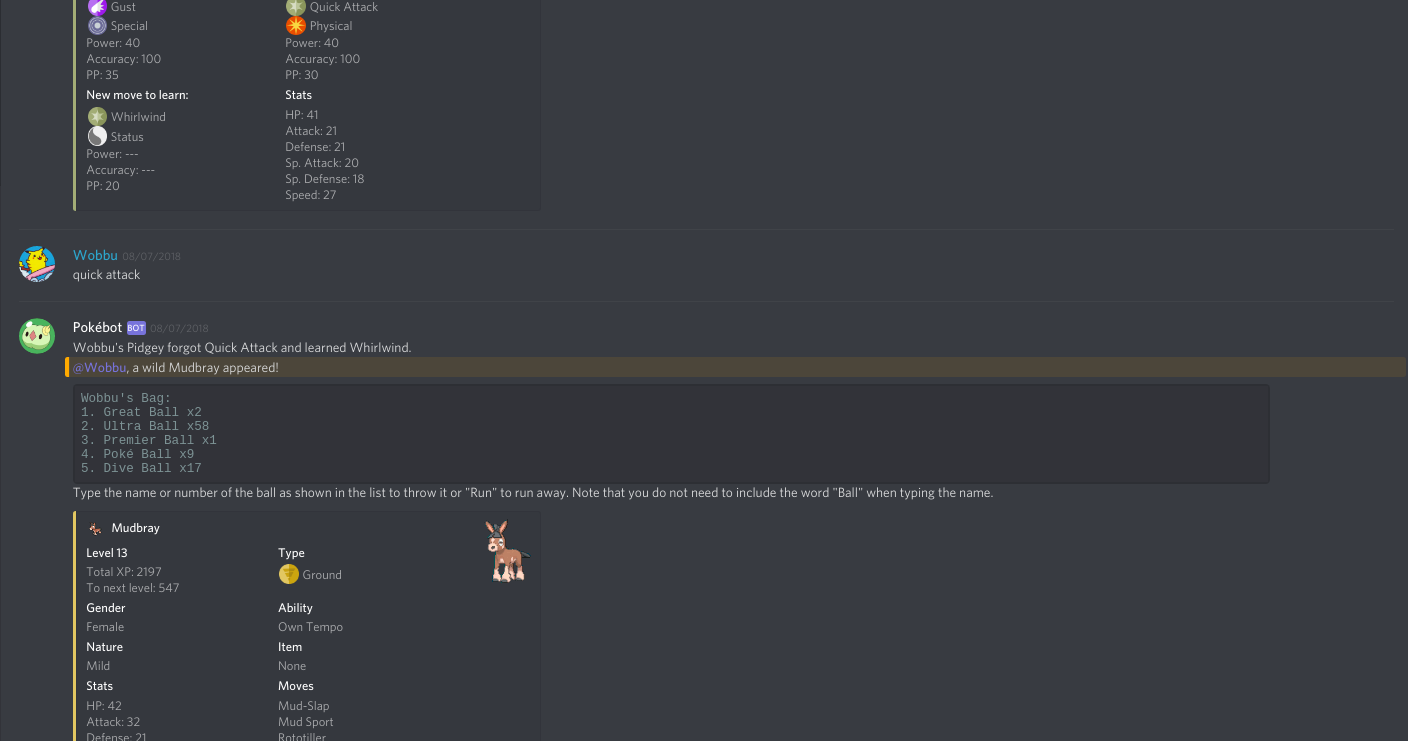 Gust
Special
Power: 40
Accuracy: 100
PP: 35
Quick Attack
Physical
Power: 40
Accuracy: 100
PP: 30
New move to learn:
Whirlwind
Status
Power: ---
Accuracy: ---
PP: 20
Stats
HP: 41
Attack: 21
Defense: 21
Sp. Attack: 20
Sp. Defense: 18
Speed: 27
Wobbu 08/07/2018
quick attack
Pokébot BOT 08/07/2018
Wobbu's Pidgey forgot Quick Attack and learned Whirlwind.
@Wobbu, a wild Mudbray appeared!
Wobbu's Bag:
1. Great Ball x2
2. Ultra Ball x58
3. Premier Ball x1
4. Poké Ball x9
5. Dive Ball x17
Type the name or number of the ball as shown in the list to throw it or "Run" to run away. Note that you do not need to include the word "Ball" when typing the name.
Mudbray
Level 13
Total XP: 2197
To next level: 547
Type
Ground
Gender
Female
Ability
Own Tempo
Nature
Mild
Item
None
Stats
HP: 42
Attack: 32
Defense: 21
Moves
Mud-Slap
Mud Sport
Rototiller